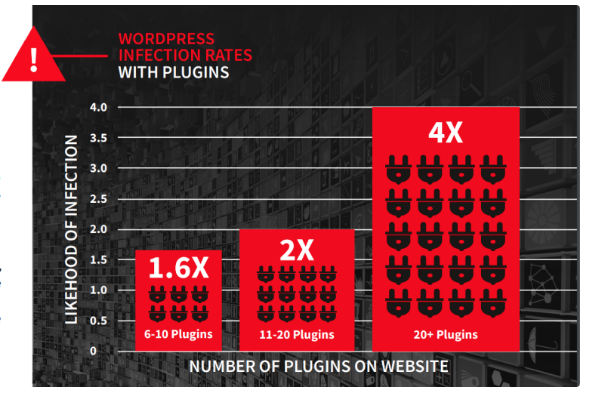 !
WORDPRESS
INFECTION RATES
WITH PLUGINS
LIKEHOOD OF INFECTION
4.0
3.5
3.0
2.5
2.0
1.5
1.0
0.5
0
1.6X
6-10 Plugins
2X
11-20 Plugins
4X
20+ Plugins
NUMBER OF PLUGINS ON WEBSITE